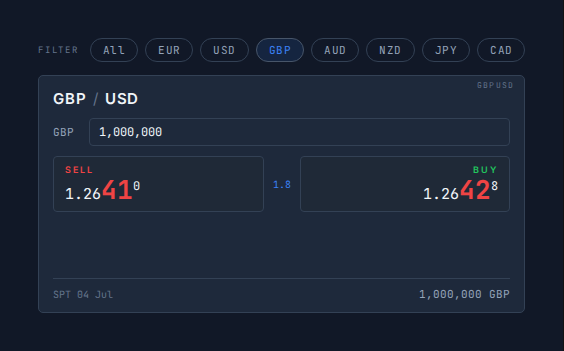 FILTER All EUR USD GBP AUD NZD JPY CAD
GBPUSD
GBP / USD
GBP 1,000,000
SELL BUY
1.26410 1.8 1.26428
SPT 04 Jul 1,000,000 GBP